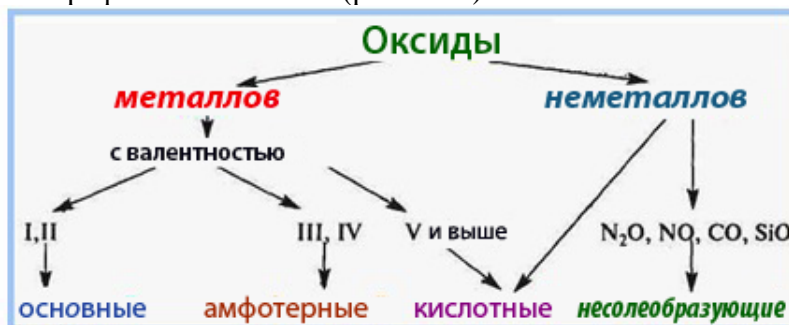 Оксиды
металлов неметаллов
с валентностью
I,II III, IV V и выше N₂O, NO, CO, SiO
основные амфотерные кислотные несолеобразующие